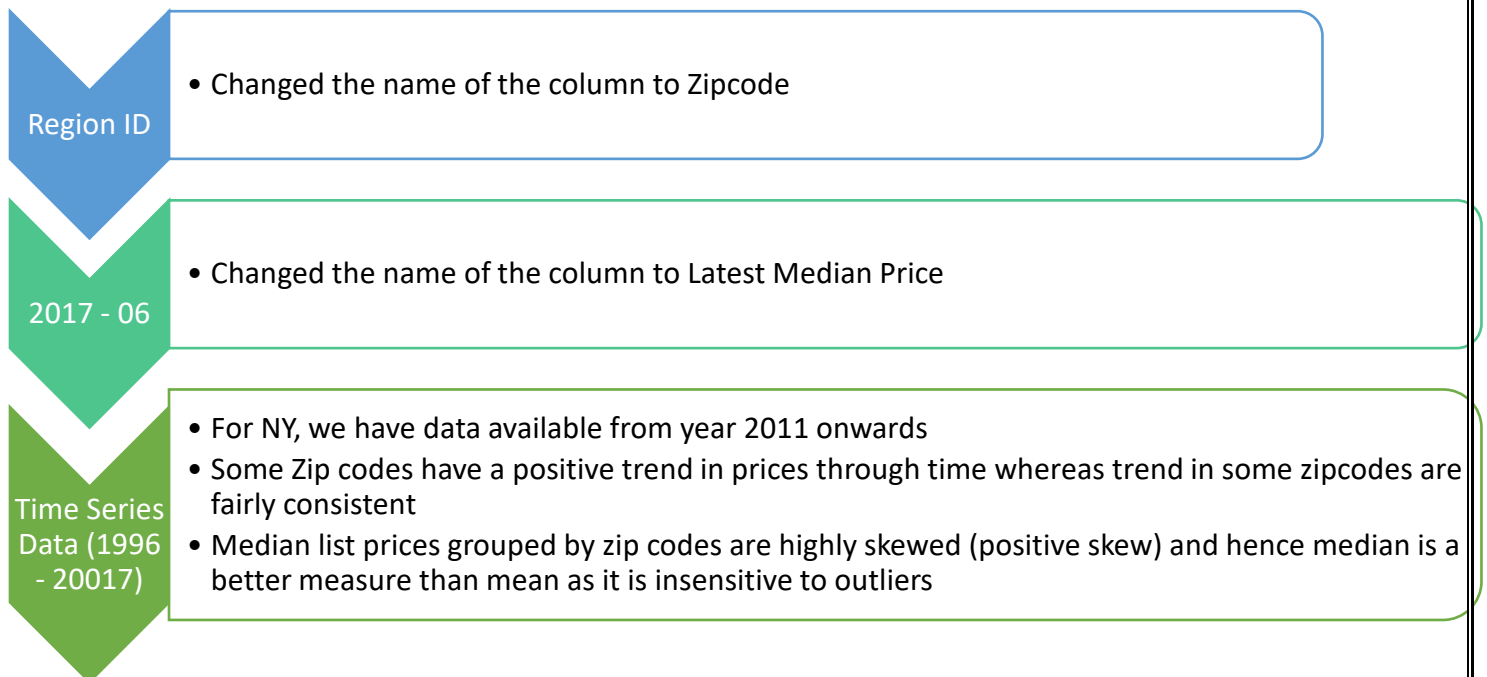 Region ID
• Changed the name of the column to Zipcode
2017 - 06
• Changed the name of the column to Latest Median Price
Time Series
Data (1996
- 20017)
• For NY, we have data available from year 2011 onwards
• Some Zip codes have a positive trend in prices through time whereas trend in some zipcodes are
fairly consistent
• Median list prices grouped by zip codes are highly skewed (positive skew) and hence median is a
better measure than mean as it is insensitive to outliers